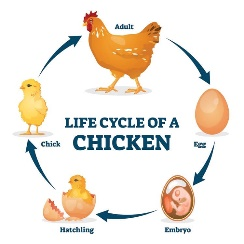 Adult
LIFE CYCLE OF A
CHICKEN
Chick
Egg
Hatchling
Embryo